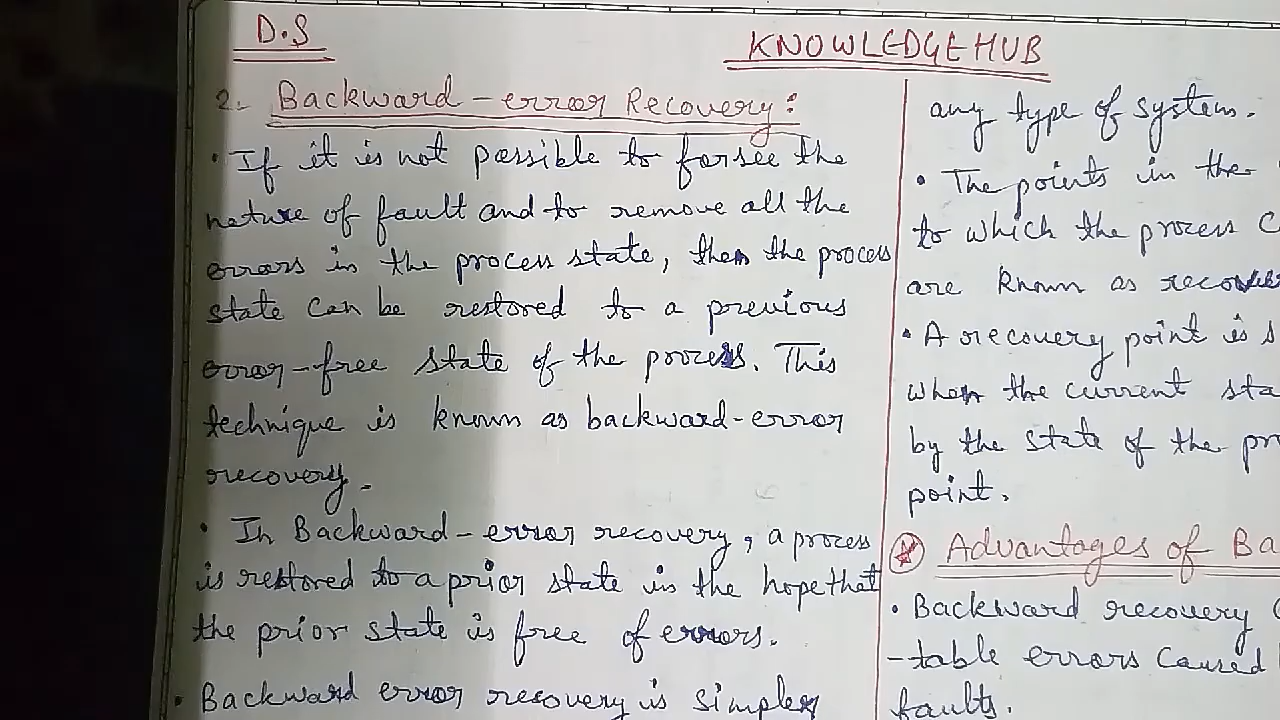 D.S
KNOWLEDGE HUB
2. Backward-error Recovery:
• If it is not possible to forsee the
nature of fault and to remove all the
errors in the process state, then the process
state can be restored to a previous
error-free state of the process. This
technique is known as backward-error
recovery.
• In Backward-error recovery, a process
is restored to a prior state in the hope that
the prior state is free of errors.
• Backward error recovery is simpler
any type of system.
• The points in the
to which the process
are known as
• A recovery point is
when the current
by the state of the
point.
Advantages of
• Backward recovery
-table errors caused
faults.